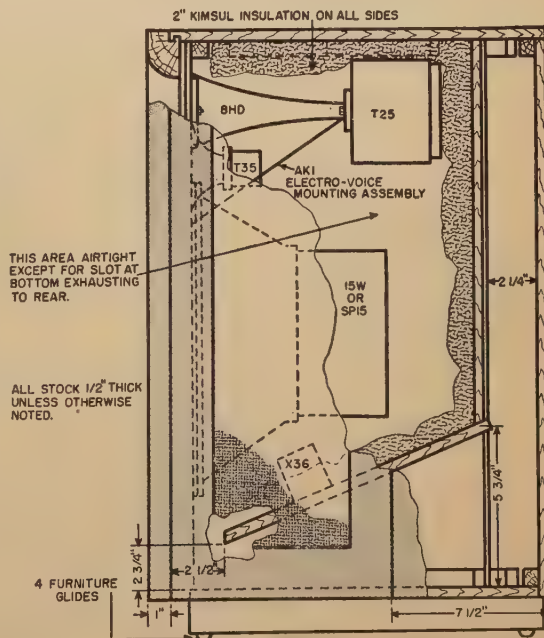 2" KIMSUL INSULATION ON ALL SIDES
8HD
T25
T35
AKI
ELECTRO-VOICE
MOUNTING ASSEMBLY
THIS AREA AIRTIGHT
EXCEPT FOR SLOT AT
BOTTOM EXHAUSTING
TO REAR.
2 1/4"
15W
OR
SP15
ALL STOCK 1/2" THICK
UNLESS OTHERWISE
NOTED.
X36
5 3/4"
2 3/4"
2 1/2"
4 FURNITURE
GLIDES
1"
7 1/2"